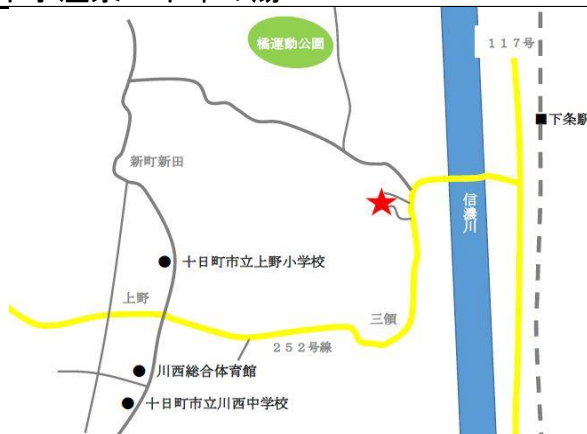 橘運動公園
117号
■下条駅
新町新田
信濃川
●十日町市立上野小学校
上野
三領
252号線
●川西総合体育館
●十日町市立川西中学校